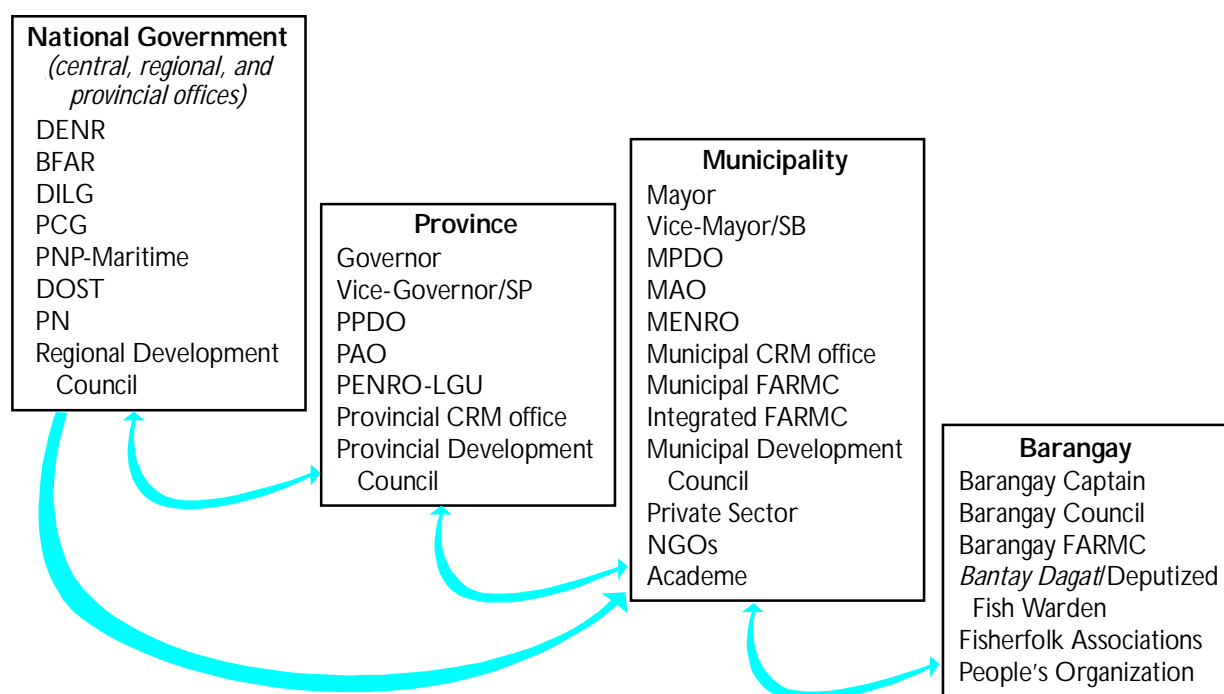 National Government
(central, regional, and
provincial offices)
DENR
BFAR
DILG
PCG
PNP-Maritime
DOST
PN
Regional Development
Council
Province
Governor
Vice-Governor/SP
PPDO
PAO
PENRO-LGU
Provincial CRM office
Provincial Development
Council
Municipality
Mayor
Vice-Mayor/SB
MPDO
MAO
MENRO
Municipal CRM office
Municipal FARMC
Integrated FARMC
Municipal Development
Council
Private Sector
NGOs
Academe
Barangay
Barangay Captain
Barangay Council
Barangay FARMC
Bantay Dagat/Deputized
Fish Warden
Fisherfolk Associations
People's Organization